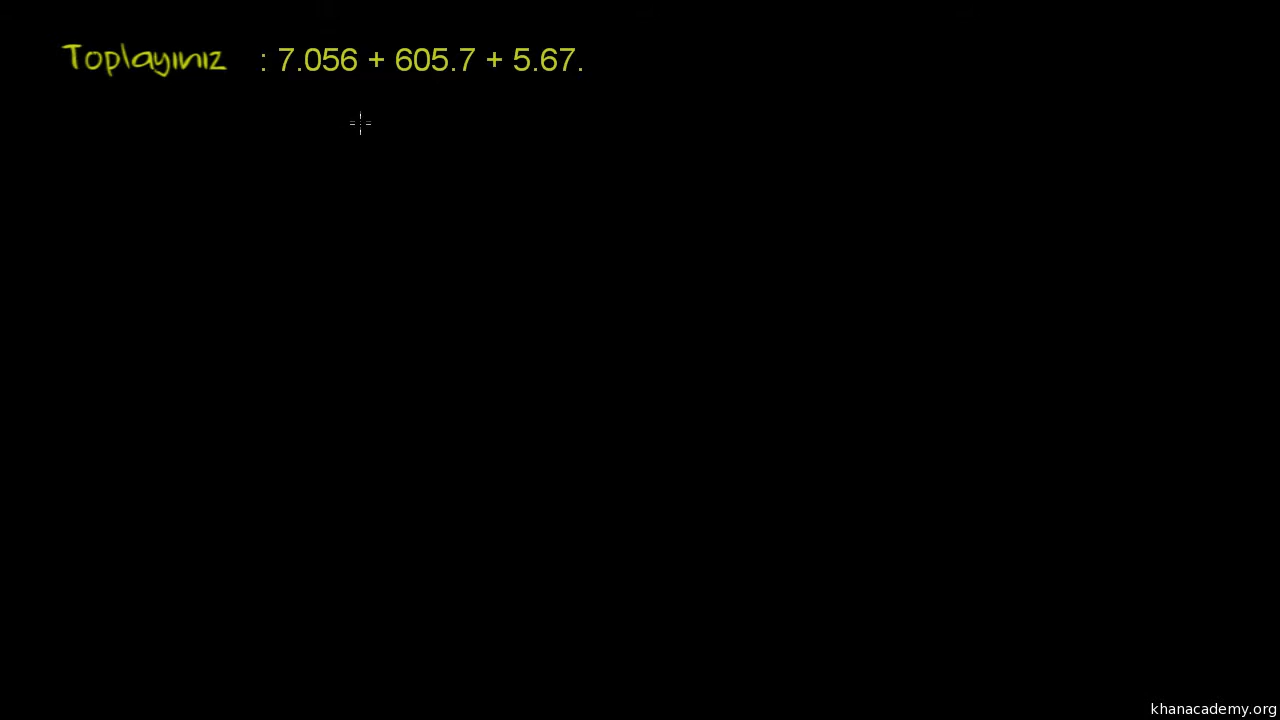 Toplayınız : 7.056 + 605.7 + 5.67.
khanacademy.org